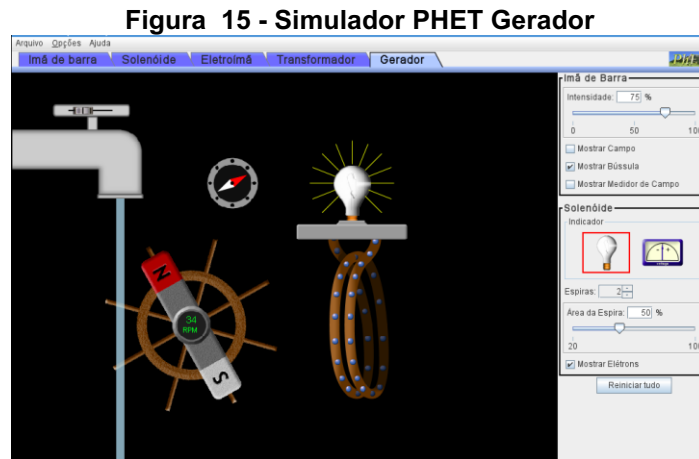 Figura 15 - Simulador PHET Gerador
Arquivo Opções Ajuda
Imã de barra Solenóide Eletroímã Transformador Gerador
Imã de Barra
Intensidade: 75 %
0 50 100
Mostrar Campo
Mostrar Bússula
Mostrar Medidor de Campo
Solenóide
Indicador
Espiras: 2
Área da Espira: 50 %
20 100
Mostrar Elétrons
Reiniciar tudo
N
34
RPM
S